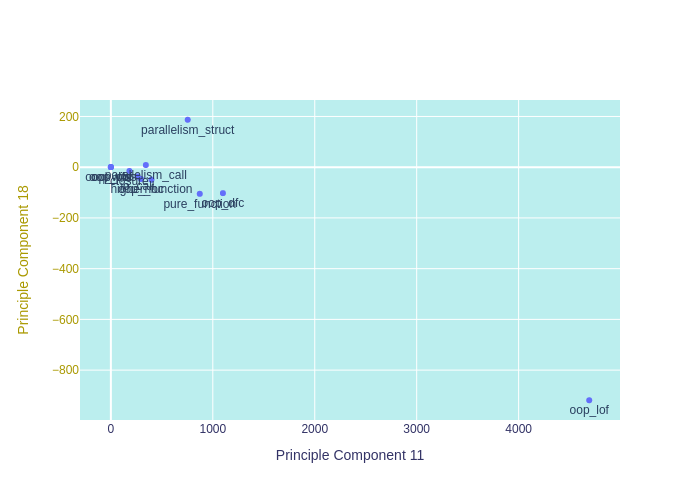 200
parallelism_struct
0
parallelism_call
pure_function
oop_dfc
−200
−400
−600
−800
oop_lof
0
1000
2000
3000
4000
Principle Component 11
Principle Component 18